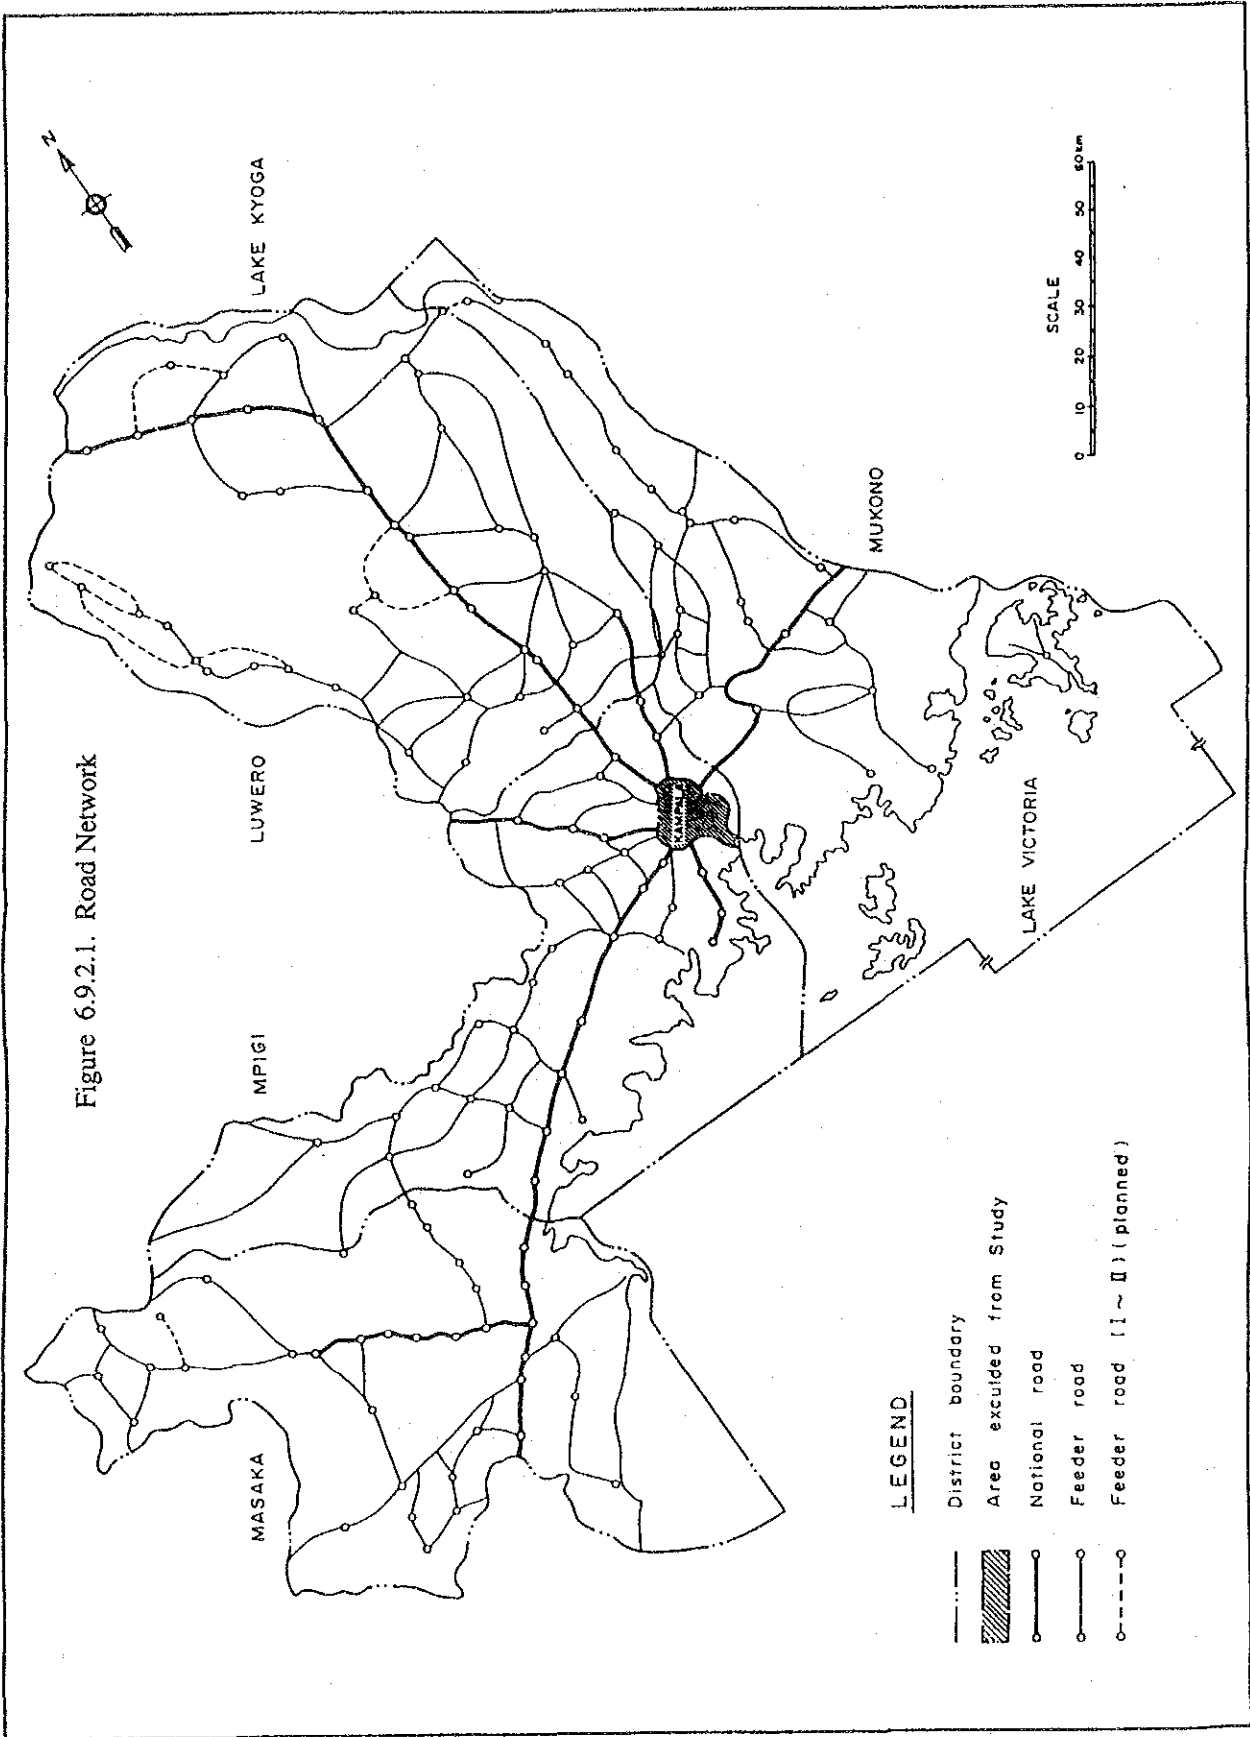 Figure 6.9.2.1. Road Network
N
LAKE KYOGA
LUWERO
MPIGI
MASAKA
MUKONO
KAMPALA
LAKE VICTORIA
SCALE
0 10 20 30 40 50 60km
LEGEND
District boundary
Area exculded from Study
National road
Feeder road
Feeder road (I ~ II) (planned)